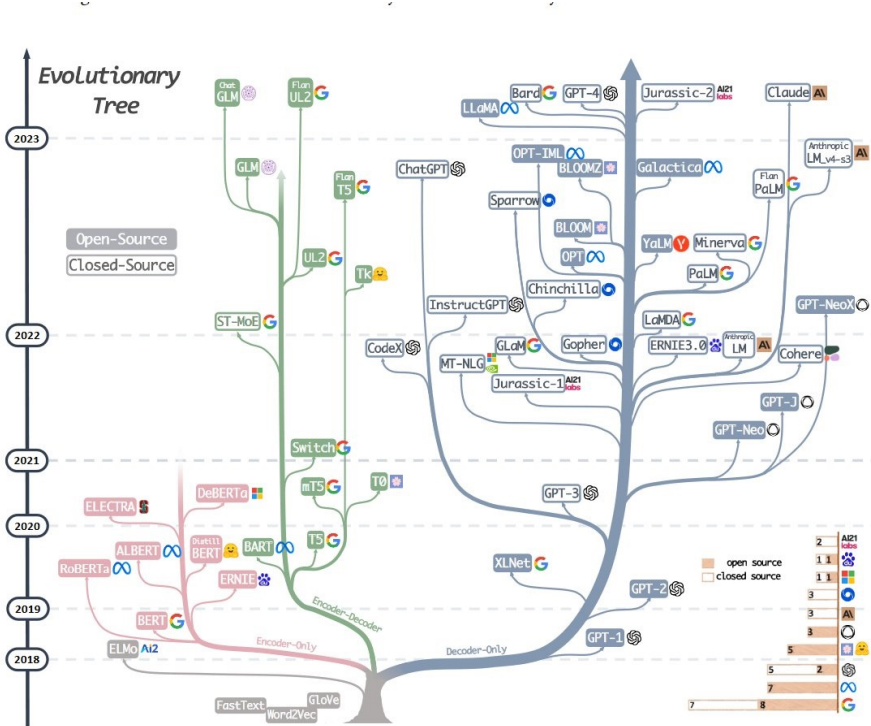 Evolutionary
Tree
Open-Source
Closed-Source
2023
2022
2021
2020
2019
2018
Chat
GLM
Flan
UL2
GLM
Flan
T5
UL2
Tk
ST-MoE
Switch
mT5
T0
BART
T5
Encoder-Decoder
DeBERTa
ELECTRA
ALBERT
Distill
BERT
RoBERTa
ERNIE
BERT
Encoder-Only
ELMo
Ai2
FastText
Word2Vec
GloVe
LLaMA
Bard
GPT-4
Jurassic-2
AI21
labs
Claude
A\
Anthropic
LM_v4-s3
A\
ChatGPT
OPT-IML
BLOOMZ
Galactica
Flan
PaLM
Sparrow
BLOOM
OPT
YaLM
Y
Minerva
PaLM
Chinchilla
InstructGPT
GPT-NeoX
LaMDA
CodeX
GLaM
Gopher
ERNIE3.0
Anthropic
LM
A\
Cohere
MT-NLG
Jurassic-1
AI21
labs
GPT-J
GPT-Neo
GPT-3
XLNet
GPT-2
GPT-1
Decoder-Only
open source
closed source
2
AI21
labs
1 1
1 1
3
3
A\
3
5
5 2
7
7 8